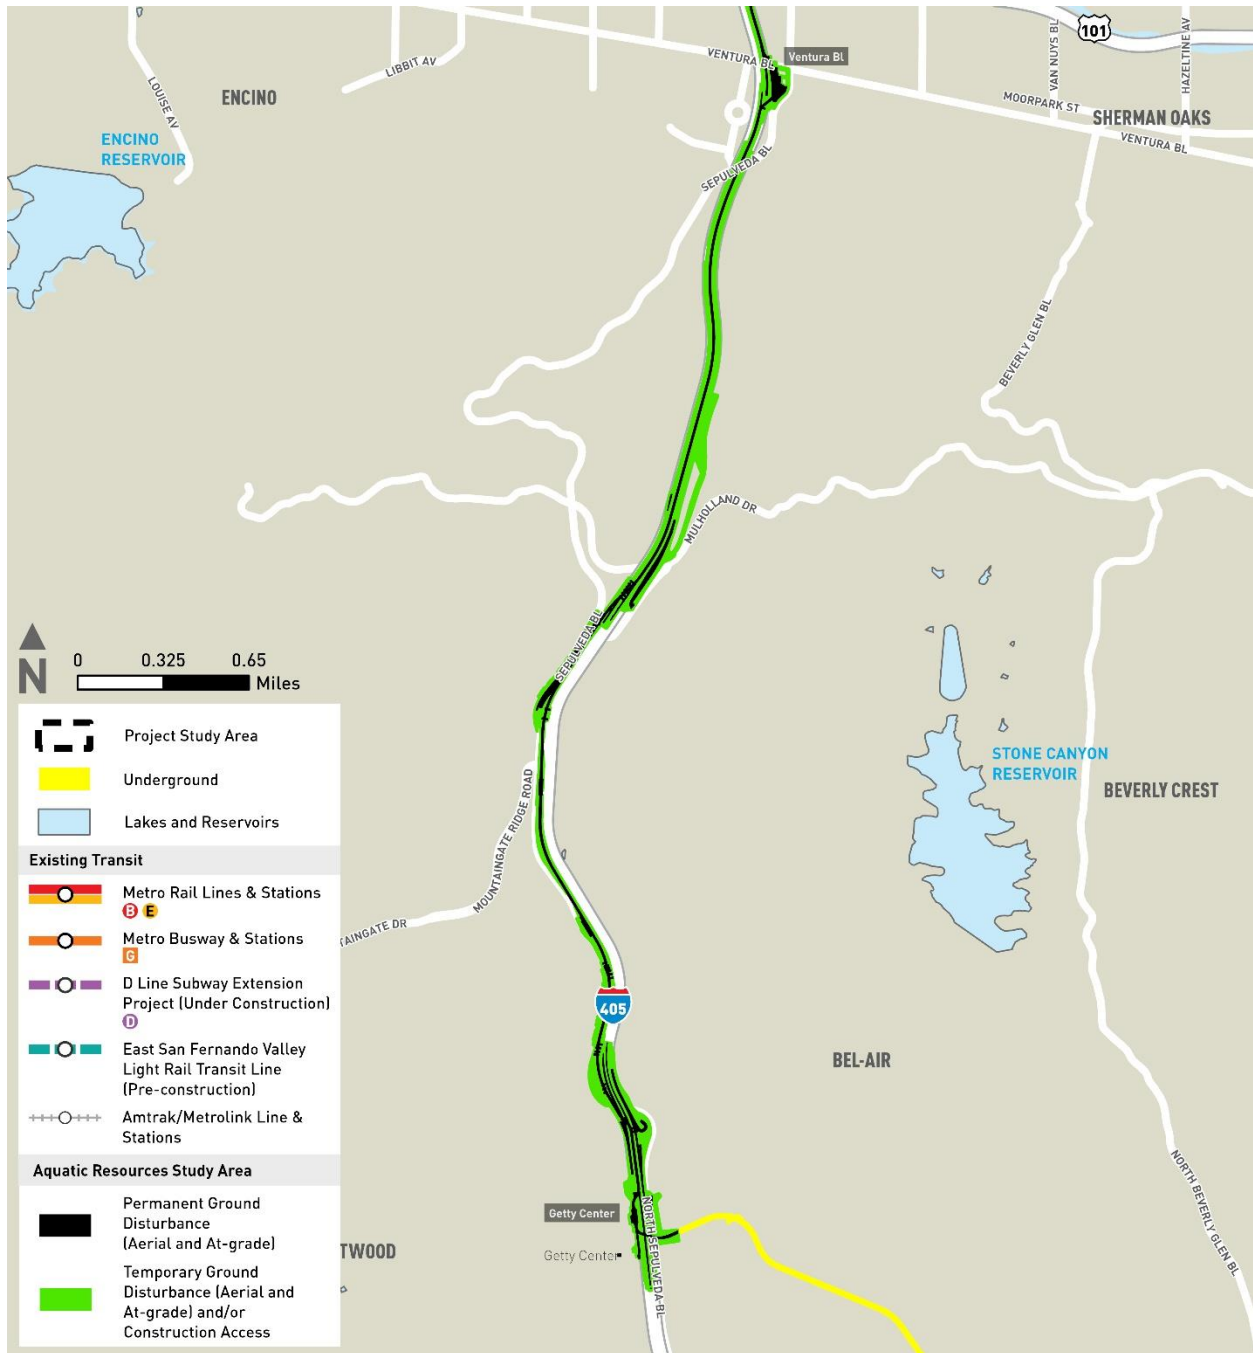 101
VAN NUYS BL
HAZELTINE AV
VENTURA BL
Ventura Bl
LIBBIT AV
LOUISE AV
ENCINO
MOORPARK ST
SHERMAN OAKS
VENTURA BL
ENCINO
RESERVOIR
SEPULVEDA BL
BEVERLY GLEN BL
MULHOLLAND DR
SEPULVEDA BL
N
0 0.325 0.65
Miles
STONE CANYON
RESERVOIR
BEVERLY CREST
MOUNTAINGATE RIDGE ROAD
TAINGATE DR
405
BEL-AIR
NORTH BEVERLY GLEN BL
Getty Center
Getty Center
NORTH SEPULVEDA BL
TWOOD
Project Study Area
Underground
Lakes and Reservoirs
Existing Transit
Metro Rail Lines & Stations
B E
Metro Busway & Stations
G
D Line Subway Extension
Project (Under Construction)
D
East San Fernando Valley
Light Rail Transit Line
(Pre-construction)
Amtrak/Metrolink Line &
Stations
Aquatic Resources Study Area
Permanent Ground
Disturbance
(Aerial and At-grade)
Temporary Ground
Disturbance (Aerial and
At-grade) and/or
Construction Access